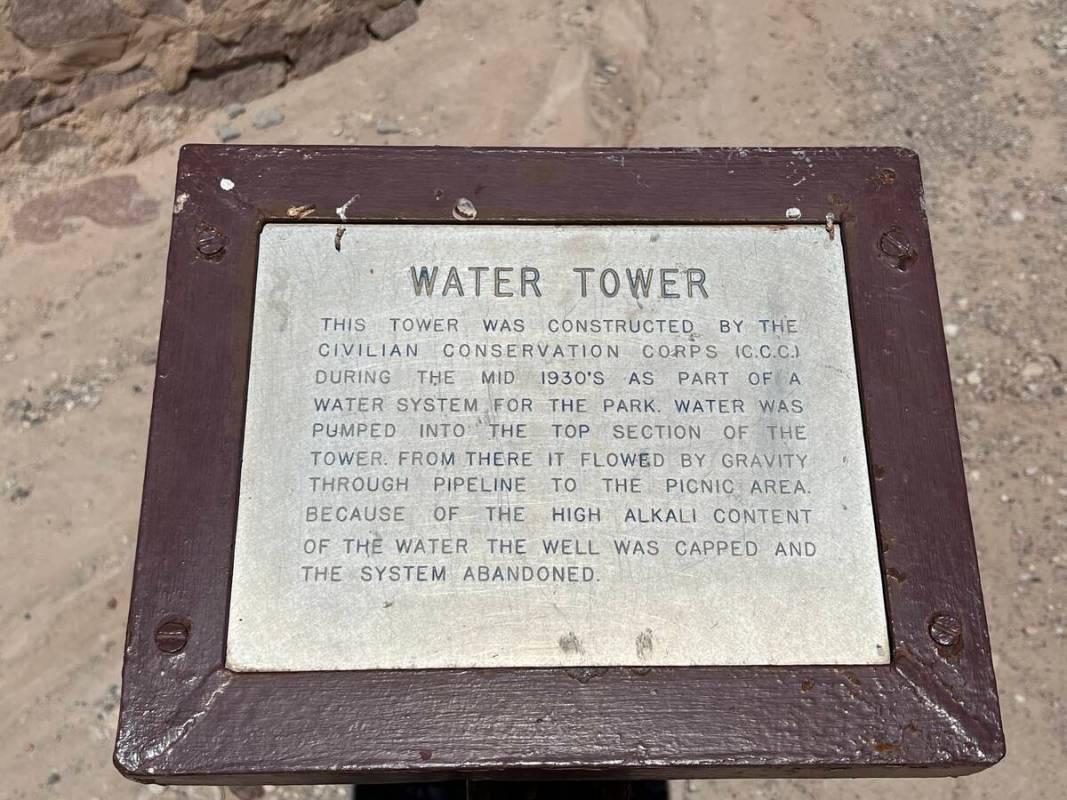 WATER TOWER
THIS TOWER WAS CONSTRUCTED BY THE
CIVILIAN CONSERVATION CORPS (C.C.C.)
DURING THE MID 1930'S AS PART OF A
WATER SYSTEM FOR THE PARK. WATER WAS
PUMPED INTO THE TOP SECTION OF THE
TOWER. FROM THERE IT FLOWED BY GRAVITY
THROUGH PIPELINE TO THE PICNIC AREA.
BECAUSE OF THE HIGH ALKALI CONTENT
OF THE WATER THE WELL WAS CAPPED AND
THE SYSTEM ABANDONED.